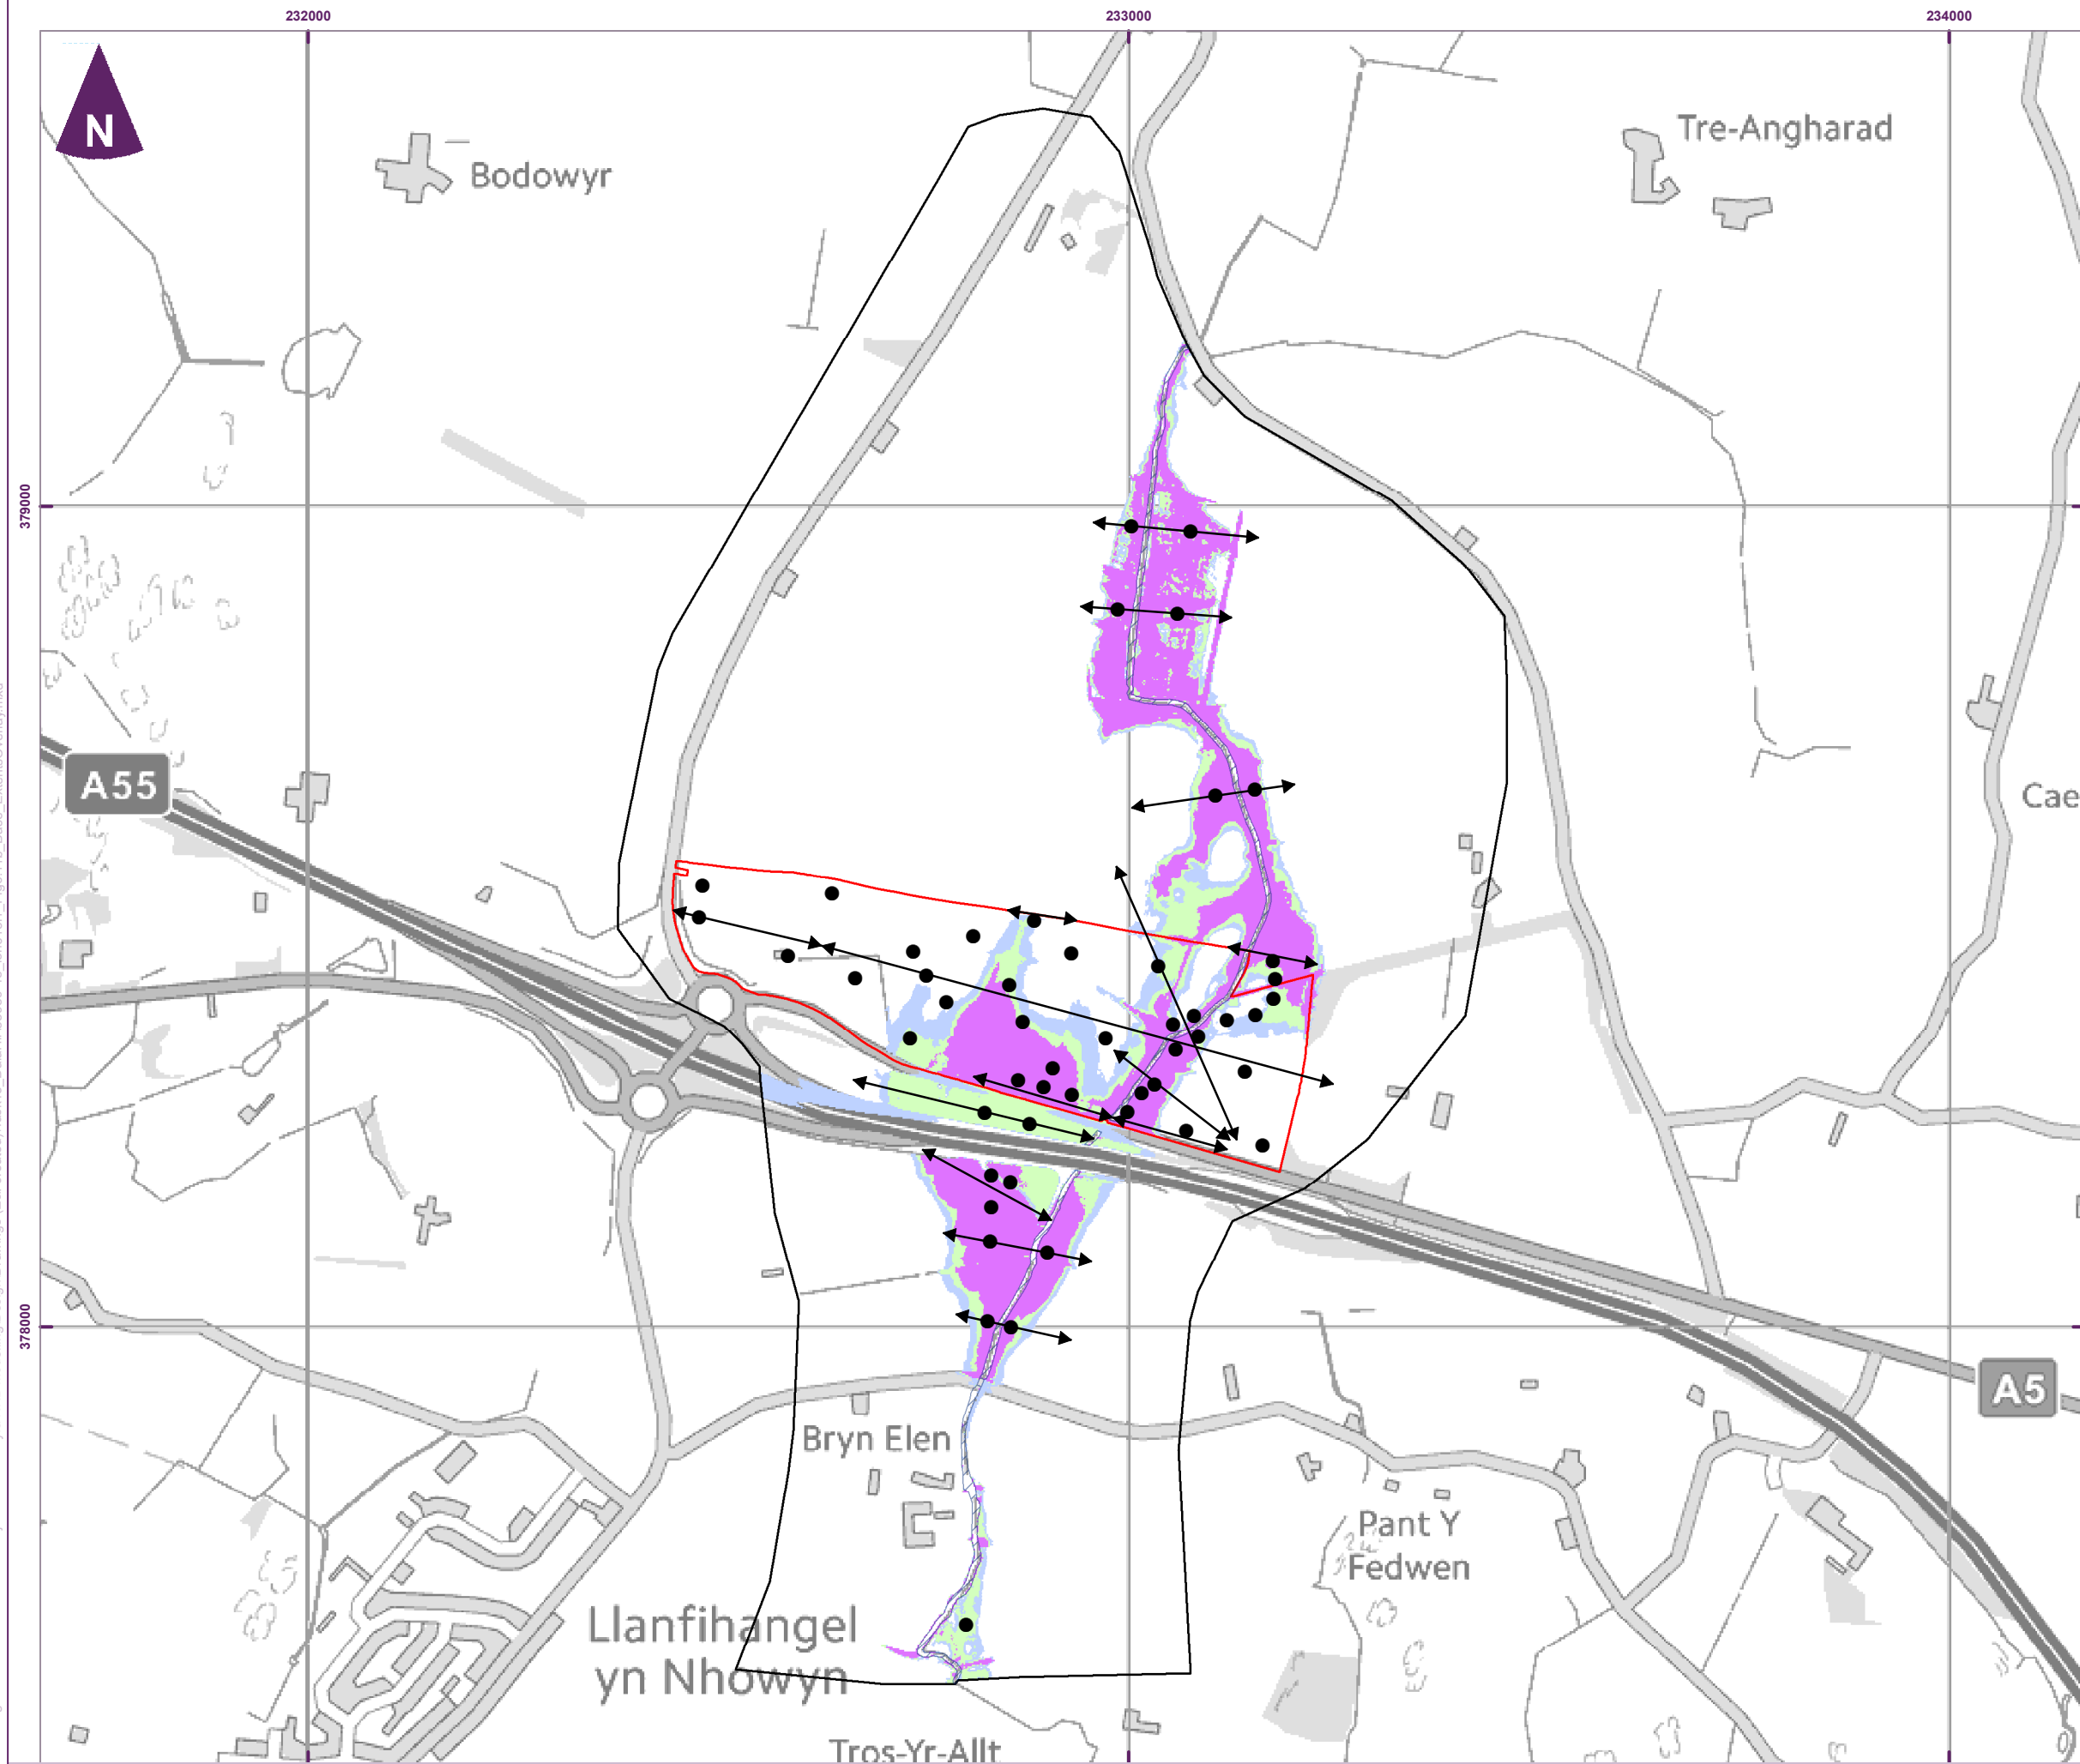 232000
233000
234000
N
Bodowyr
Tre-Angharad
379000
A55
Cae
378000
A5
Bryn Elen
Pant Y
Fedwen
Llanfihangel
yn Nhowyn
Tros-Yr-Allt